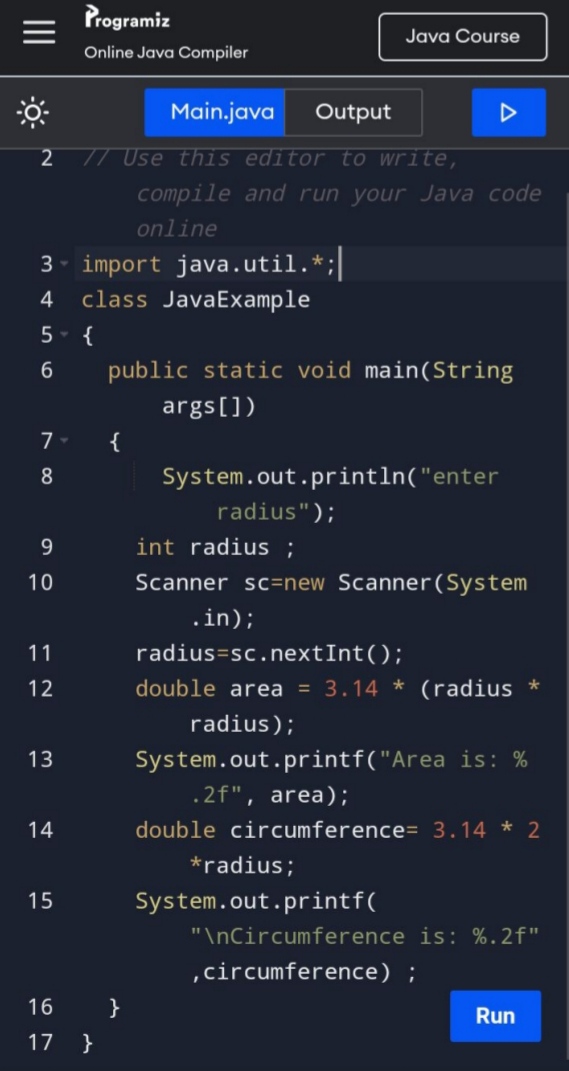 Programiz
Online Java Compiler
Java Course
Main.java
Output
2 // Use this editor to write,
compile and run your Java code
online
3 import java.util.*;
4 class JavaExample
5 {
6 public static void main(String
args[])
7 {
8 System.out.println("enter
radius");
9 int radius ;
10 Scanner sc=new Scanner(System
.in);
11 radius=sc.nextInt();
12 double area = 3.14 * (radius *
radius);
13 System.out.printf("Area is: %
.2f", area);
14 double circumference= 3.14 * 2
*radius;
15 System.out.printf(
"\nCircumference is: %.2f"
,circumference) ;
16 }
Run
17 }